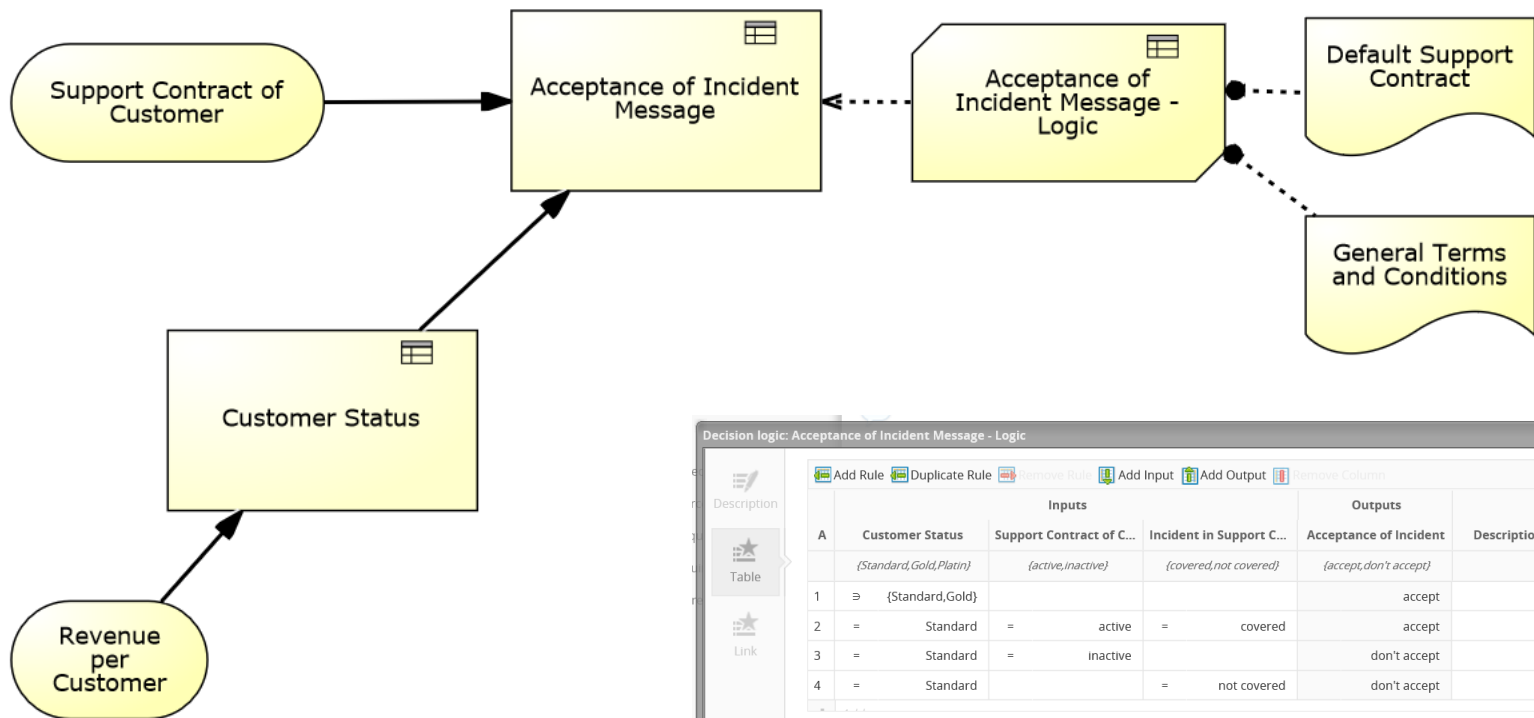 Support Contract of
Customer
Acceptance of Incident
Message
Acceptance of
Incident Message -
Logic
Default Support
Contract
General Terms
and Conditions
Customer Status
Revenue
per
Customer
Decision logic: Acceptance of Incident Message - Logic
Description
Table
Link
Add Rule Duplicate Rule Remove Rule Add Input Add Output Remove Column
Inputs Outputs
A Customer Status Support Contract of C... Incident in Support C... Acceptance of Incident Descriptio
{Standard,Gold,Platin} {active,inactive} {covered,not covered} {accept,don't accept}
1 ∋ {Standard,Gold} accept
2 = Standard = active = covered accept
3 = Standard = inactive don't accept
4 = Standard = not covered don't accept